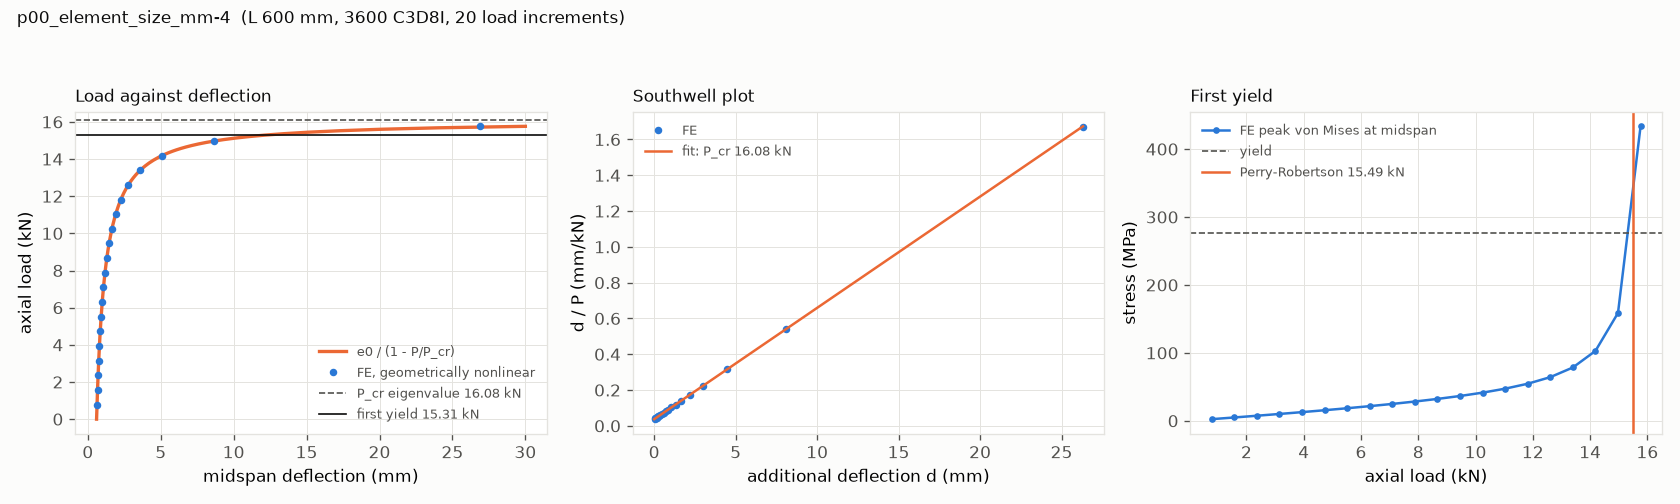 p00_element_size_mm-4  (L 600 mm, 3600 C3D8I, 20 load increments)
Load against deflection
axial load (kN)
16
14
12
10
8
6
4
2
0
e0 / (1 - P/P_cr)
FE, geometrically nonlinear
P_cr eigenvalue 16.08 kN
first yield 15.31 kN
0 5 10 15 20 25 30
midspan deflection (mm)
Southwell plot
d / P (mm/kN)
1.6
1.4
1.2
1.0
0.8
0.6
0.4
0.2
0.0
FE
fit: P_cr 16.08 kN
0 5 10 15 20 25
additional deflection d (mm)
First yield
stress (MPa)
400
300
200
100
0
FE peak von Mises at midspan
yield
Perry-Robertson 15.49 kN
2 4 6 8 10 12 14 16
axial load (kN)